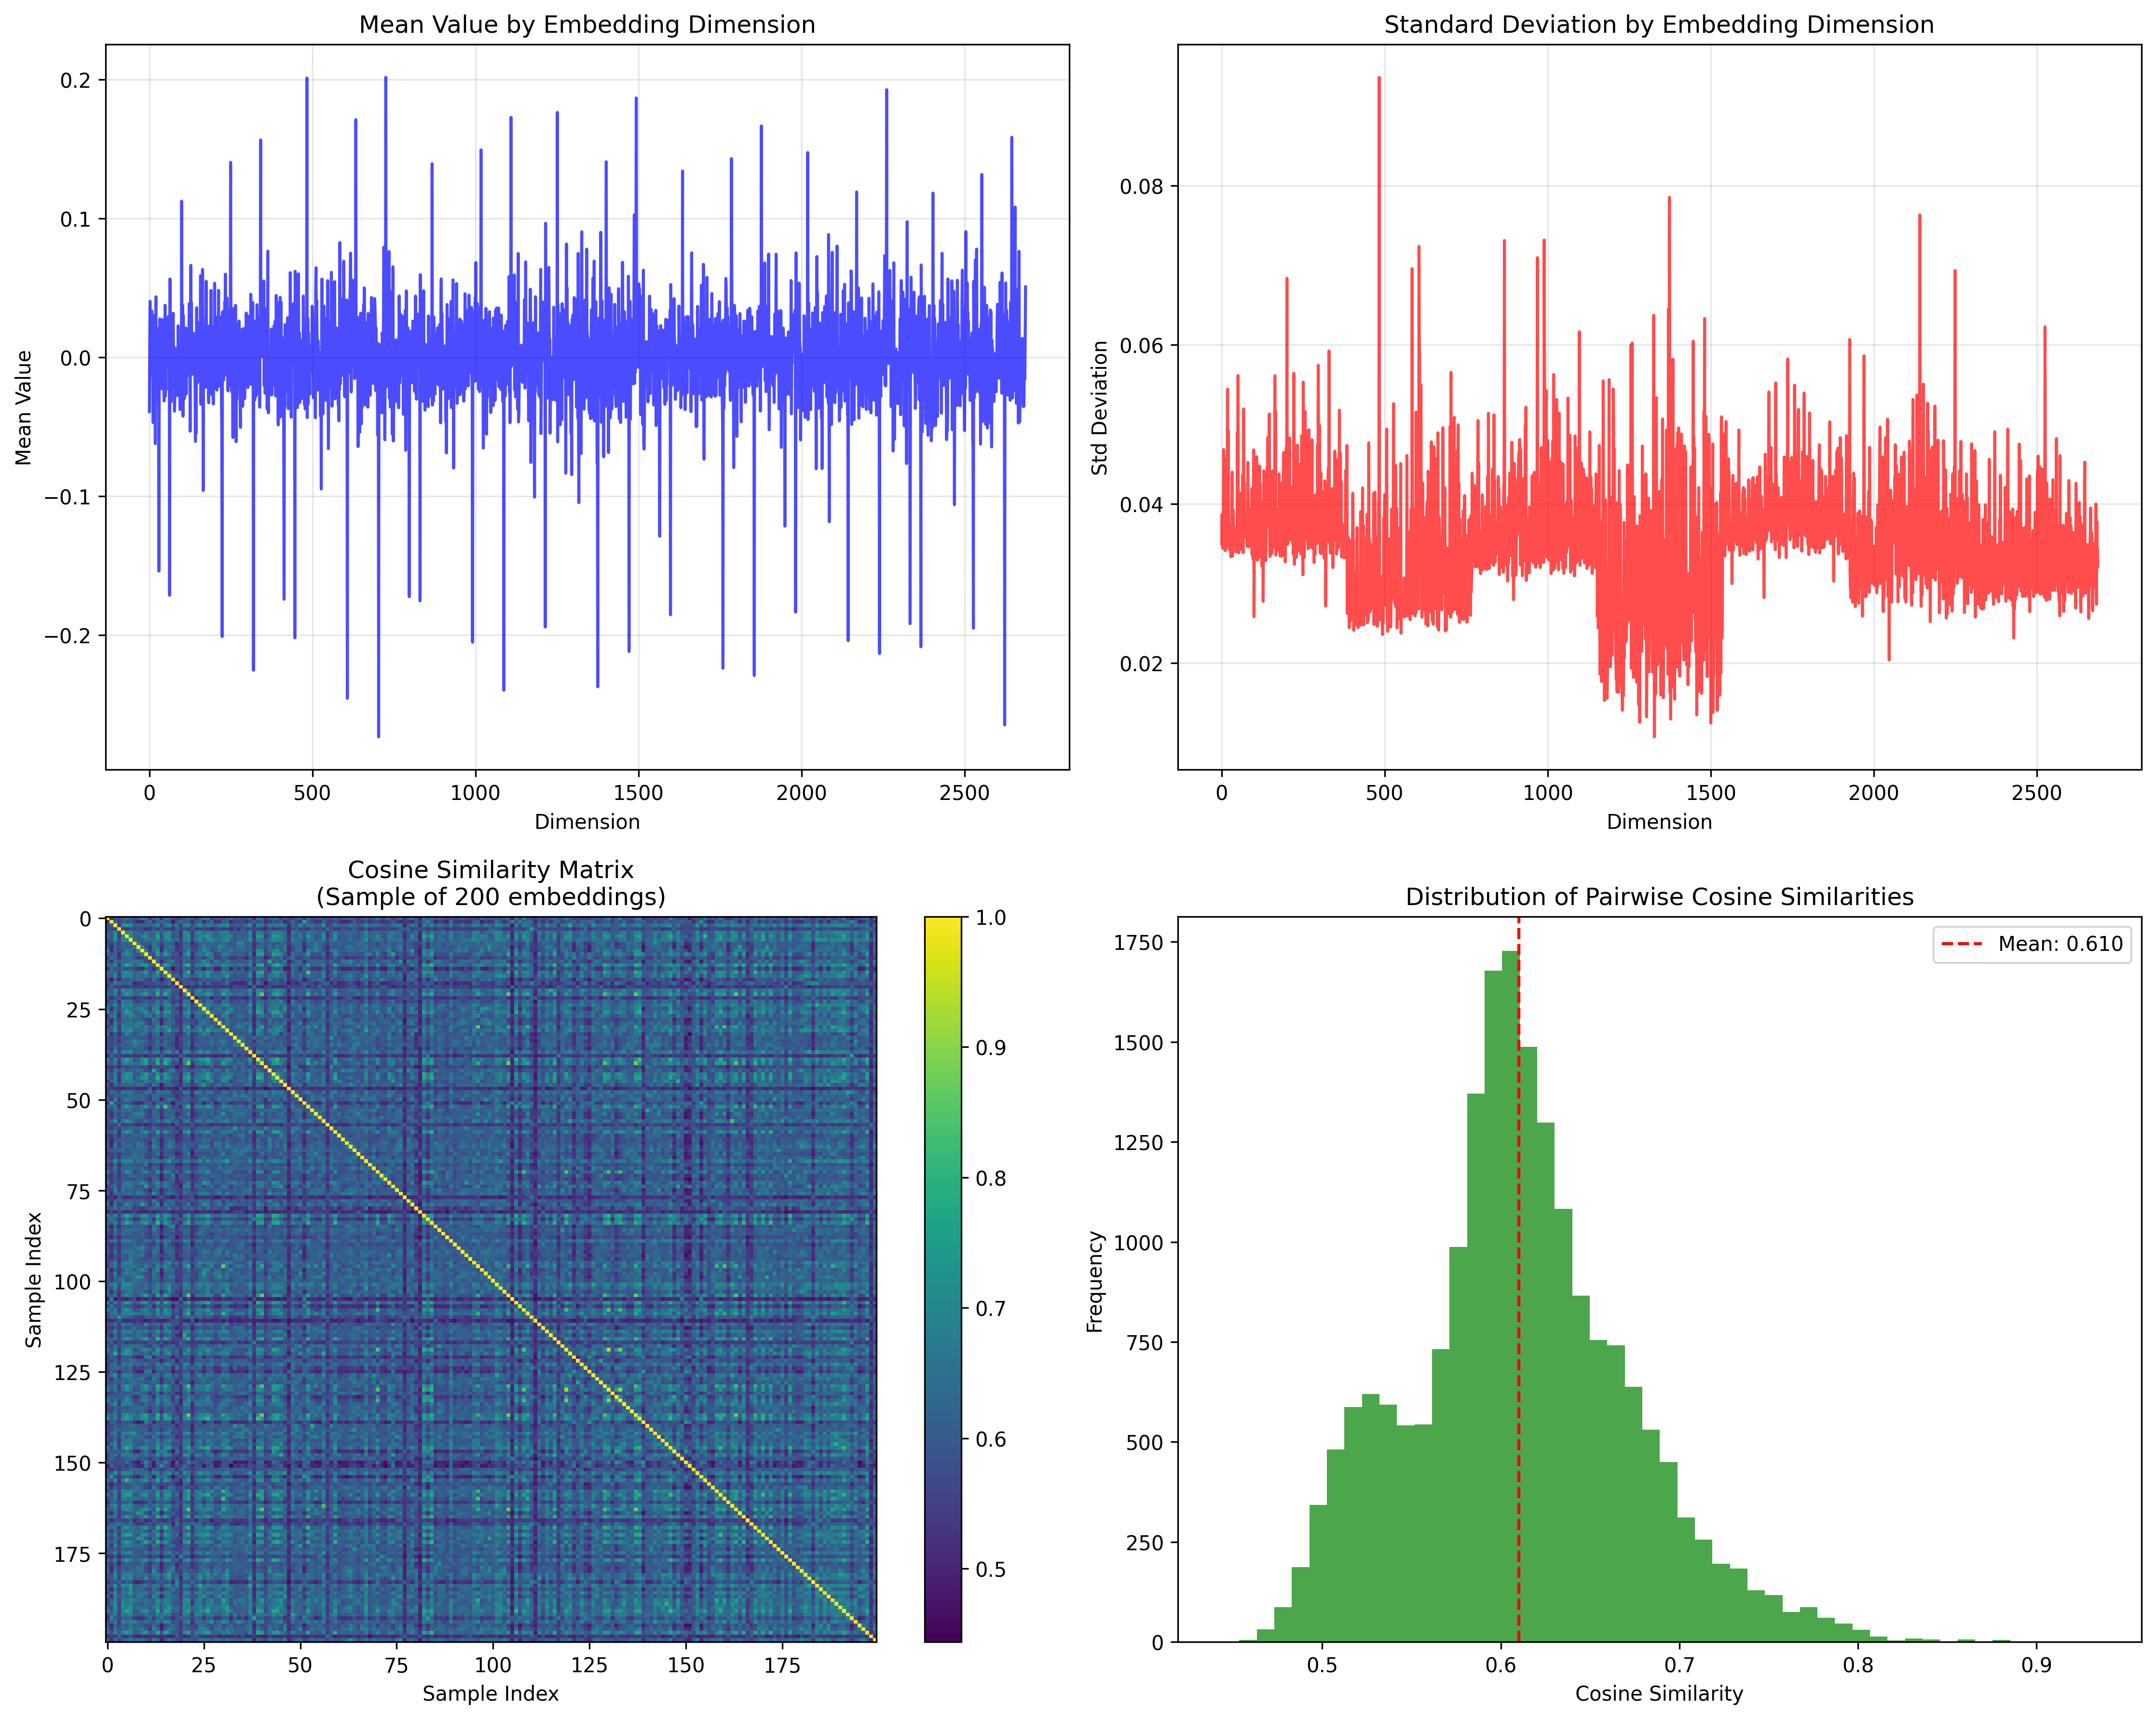 Mean Value by Embedding Dimension
Mean Value
0.2
0.1
0.0
−0.1
−0.2
0 500 1000 1500 2000 2500
Dimension
Standard Deviation by Embedding Dimension
Std Deviation
0.08
0.06
0.04
0.02
0 500 1000 1500 2000 2500
Dimension
Cosine Similarity Matrix
(Sample of 200 embeddings)
Sample Index
0
25
50
75
100
125
150
175
0 25 50 75 100 125 150 175
Sample Index
1.0
0.9
0.8
0.7
0.6
0.5
Distribution of Pairwise Cosine Similarities
Mean: 0.610
Frequency
1750
1500
1250
1000
750
500
250
0
0.5 0.6 0.7 0.8 0.9
Cosine Similarity